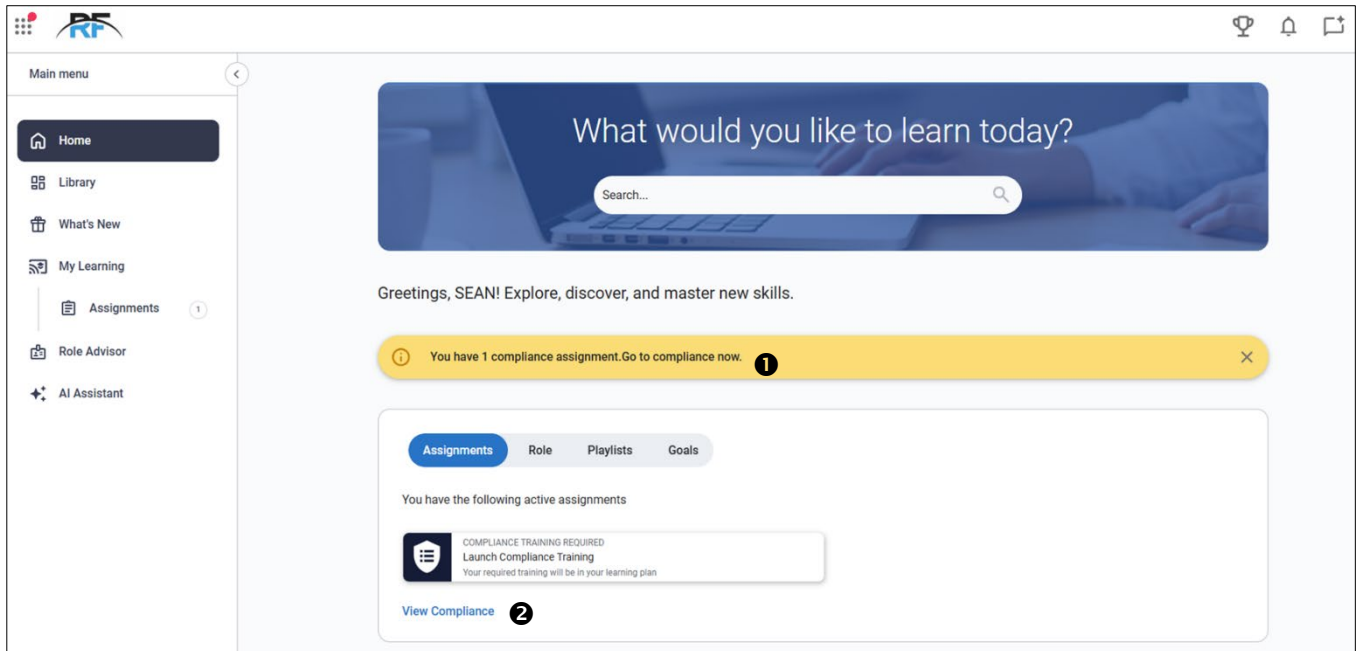 RF
Main menu
Home
Library
What's New
My Learning
Assignments 1
Role Advisor
AI Assistant
What would you like to learn today?
Search...
Greetings, SEAN! Explore, discover, and master new skills.
You have 1 compliance assignment.Go to compliance now. ❶
Assignments Role Playlists Goals
You have the following active assignments
COMPLIANCE TRAINING REQUIRED
Launch Compliance Training
Your required training will be in your learning plan
View Compliance ❷